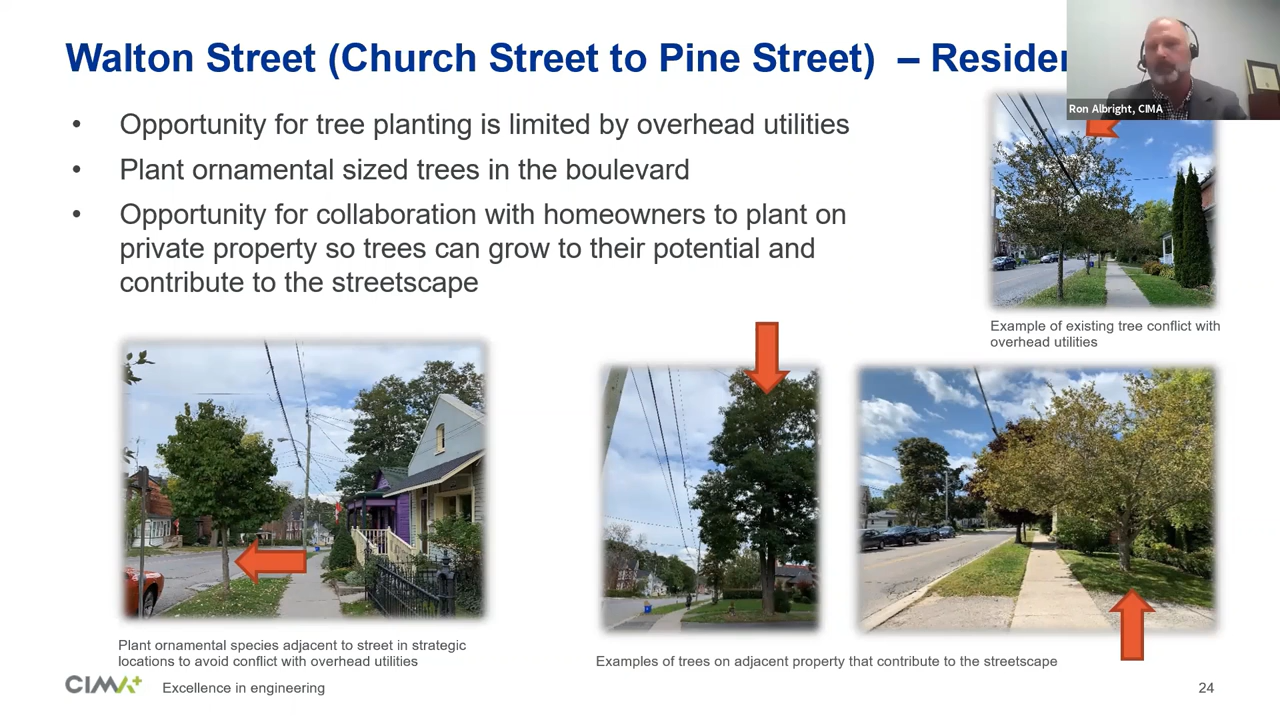 Walton Street (Church Street to Pine Street) – Resider
Ron Albright, CIMA
• Opportunity for tree planting is limited by overhead utilities
• Plant ornamental sized trees in the boulevard
• Opportunity for collaboration with homeowners to plant on
private property so trees can grow to their potential and
contribute to the streetscape
Example of existing tree conflict with
overhead utilities
Plant ornamental species adjacent to street in strategic
locations to avoid conflict with overhead utilities
Examples of trees on adjacent property that contribute to the streetscape
CIMA+
Excellence in engineering
24